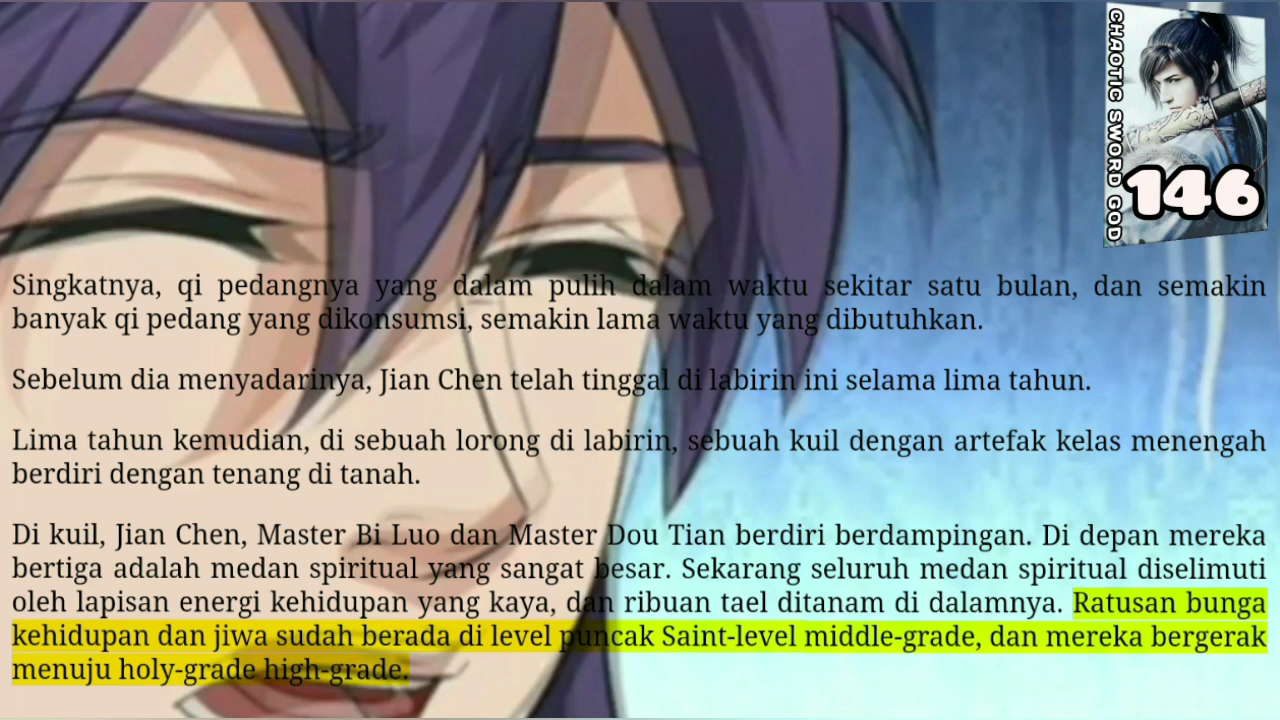 CHAOTIC SWORD GOD
146
Singkatnya, qi pedangnya yang dalam pulih dalam waktu sekitar satu bulan, dan semakin
banyak qi pedang yang dikonsumsi, semakin lama waktu yang dibutuhkan.
Sebelum dia menyadarinya, Jian Chen telah tinggal di labirin ini selama lima tahun.
Lima tahun kemudian, di sebuah lorong di labirin, sebuah kuil dengan artefak kelas menengah
berdiri dengan tenang di tanah.
Di kuil, Jian Chen, Master Bi Luo dan Master Dou Tian berdiri berdampingan. Di depan mereka
bertiga adalah medan spiritual yang sangat besar. Sekarang seluruh medan spiritual diselimuti
oleh lapisan energi kehidupan yang kaya, dan ribuan tael ditanam di dalamnya. Ratusan bunga
kehidupan dan jiwa sudah berada di level puncak Saint-level middle-grade, dan mereka bergerak
menuju holy-grade high-grade.